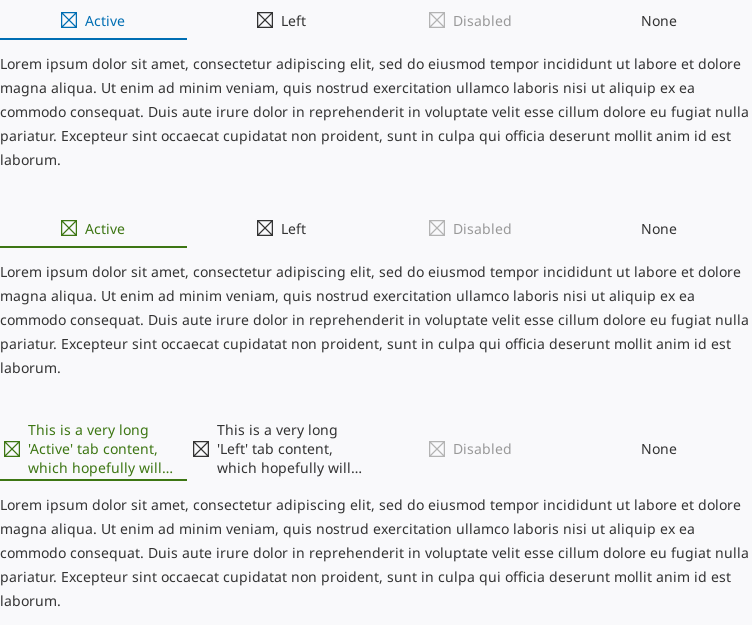 Active Left Disabled None
Lorem ipsum dolor sit amet, consectetur adipiscing elit, sed do eiusmod tempor incididunt ut labore et dolore
magna aliqua. Ut enim ad minim veniam, quis nostrud exercitation ullamco laboris nisi ut aliquip ex ea
commodo consequat. Duis aute irure dolor in reprehenderit in voluptate velit esse cillum dolore eu fugiat nulla
pariatur. Excepteur sint occaecat cupidatat non proident, sunt in culpa qui officia deserunt mollit anim id est
laborum.
Active Left Disabled None
Lorem ipsum dolor sit amet, consectetur adipiscing elit, sed do eiusmod tempor incididunt ut labore et dolore
magna aliqua. Ut enim ad minim veniam, quis nostrud exercitation ullamco laboris nisi ut aliquip ex ea
commodo consequat. Duis aute irure dolor in reprehenderit in voluptate velit esse cillum dolore eu fugiat nulla
pariatur. Excepteur sint occaecat cupidatat non proident, sunt in culpa qui officia deserunt mollit anim id est
laborum.
This is a very long
'Active' tab content,
which hopefully will...
This is a very long
'Left' tab content,
which hopefully will...
Disabled
None
Lorem ipsum dolor sit amet, consectetur adipiscing elit, sed do eiusmod tempor incididunt ut labore et dolore
magna aliqua. Ut enim ad minim veniam, quis nostrud exercitation ullamco laboris nisi ut aliquip ex ea
commodo consequat. Duis aute irure dolor in reprehenderit in voluptate velit esse cillum dolore eu fugiat nulla
pariatur. Excepteur sint occaecat cupidatat non proident, sunt in culpa qui officia deserunt mollit anim id est
laborum.